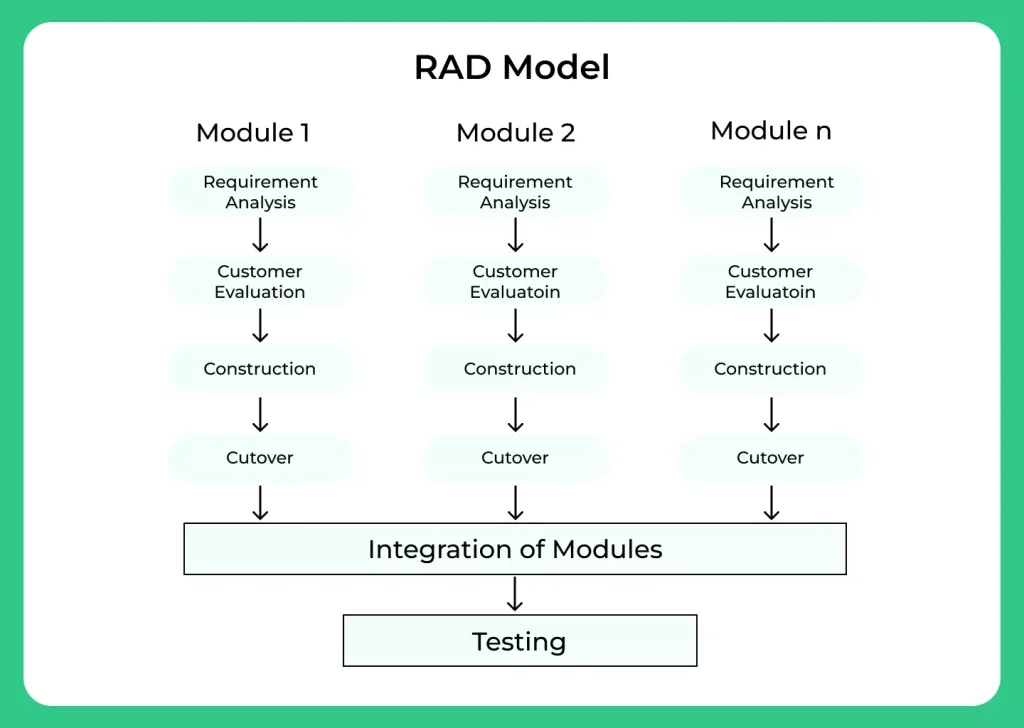 RAD Model
Module 1
Module 2
Module n
Requirement
Analysis
Requirement
Analysis
Requirement
Analysis
Customer
Evaluation
Customer
Evaluatoin
Customer
Evaluatoin
Construction
Construction
Construction
Cutover
Cutover
Cutover
Integration of Modules
Testing